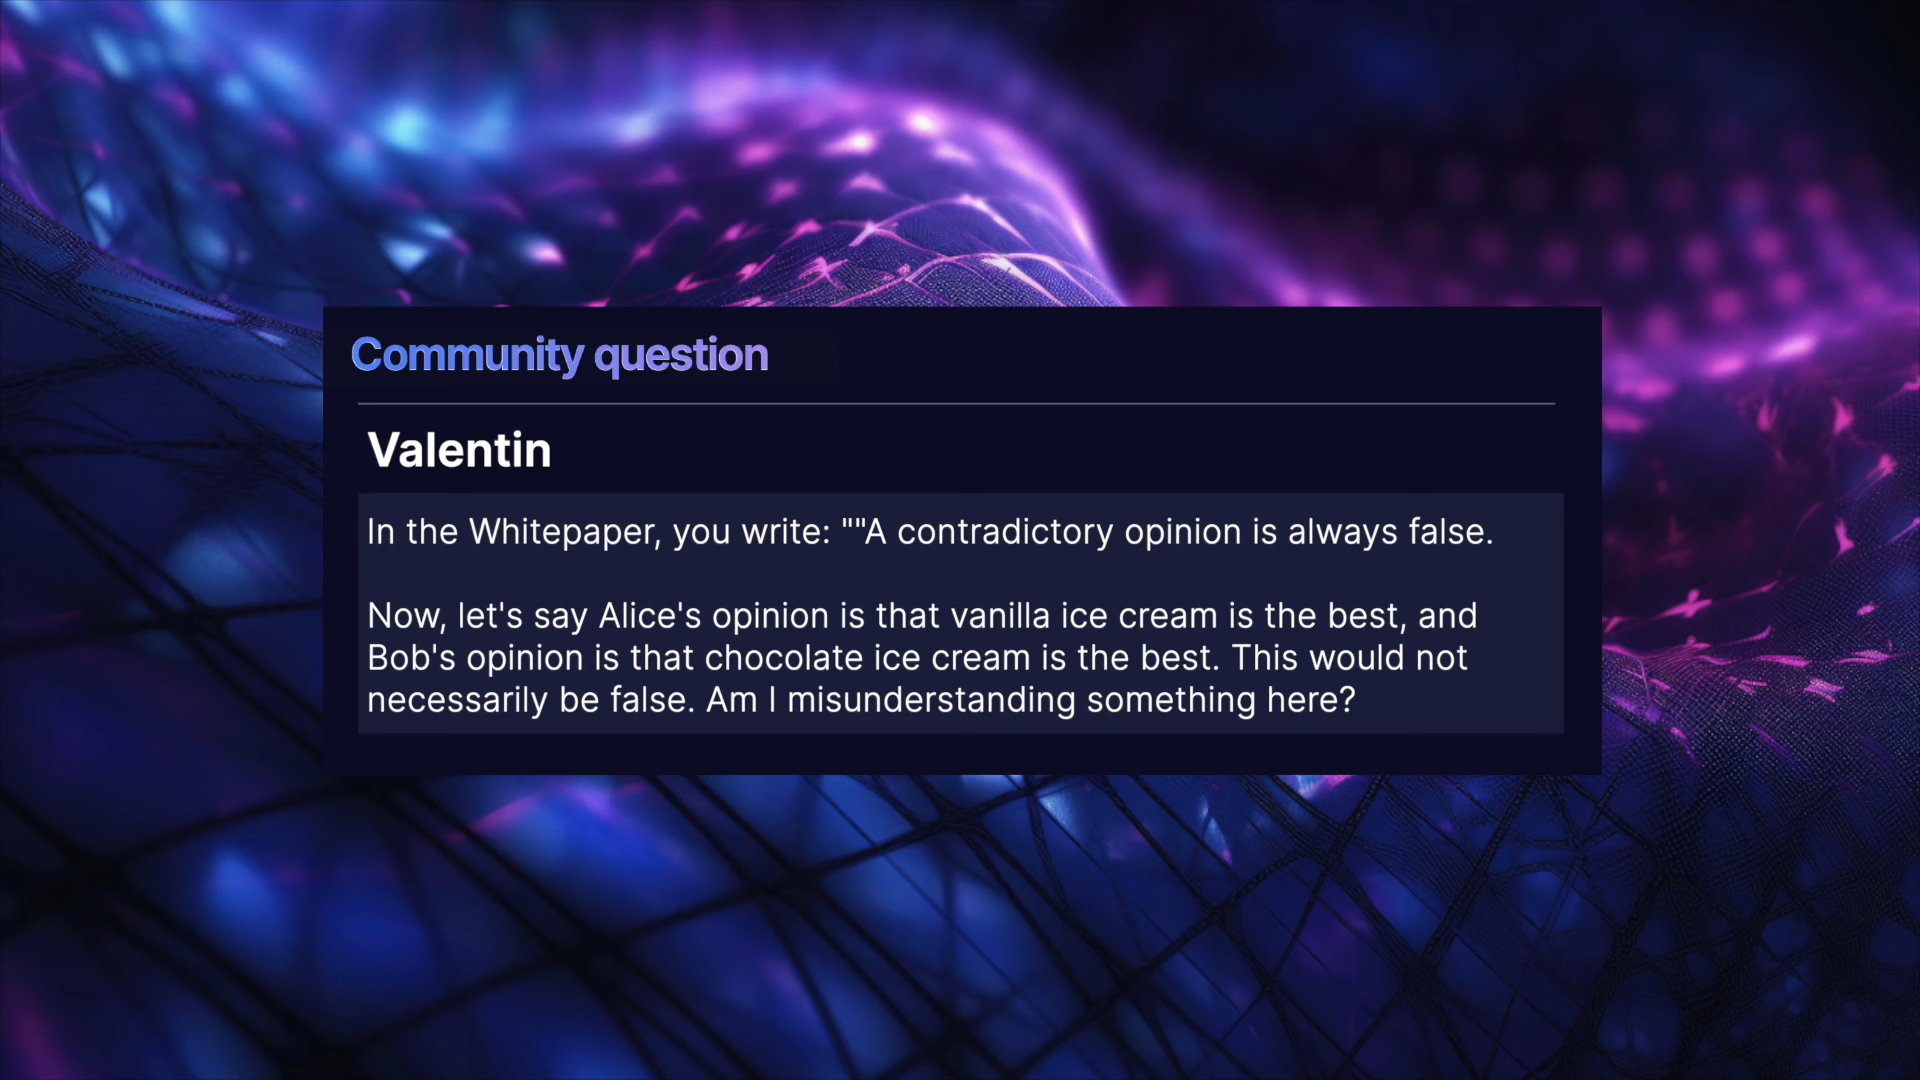 Community question
Valentin
In the Whitepaper, you write: ""A contradictory opinion is always false.
Now, let's say Alice's opinion is that vanilla ice cream is the best, and
Bob's opinion is that chocolate ice cream is the best. This would not
necessarily be false. Am I misunderstanding something here?